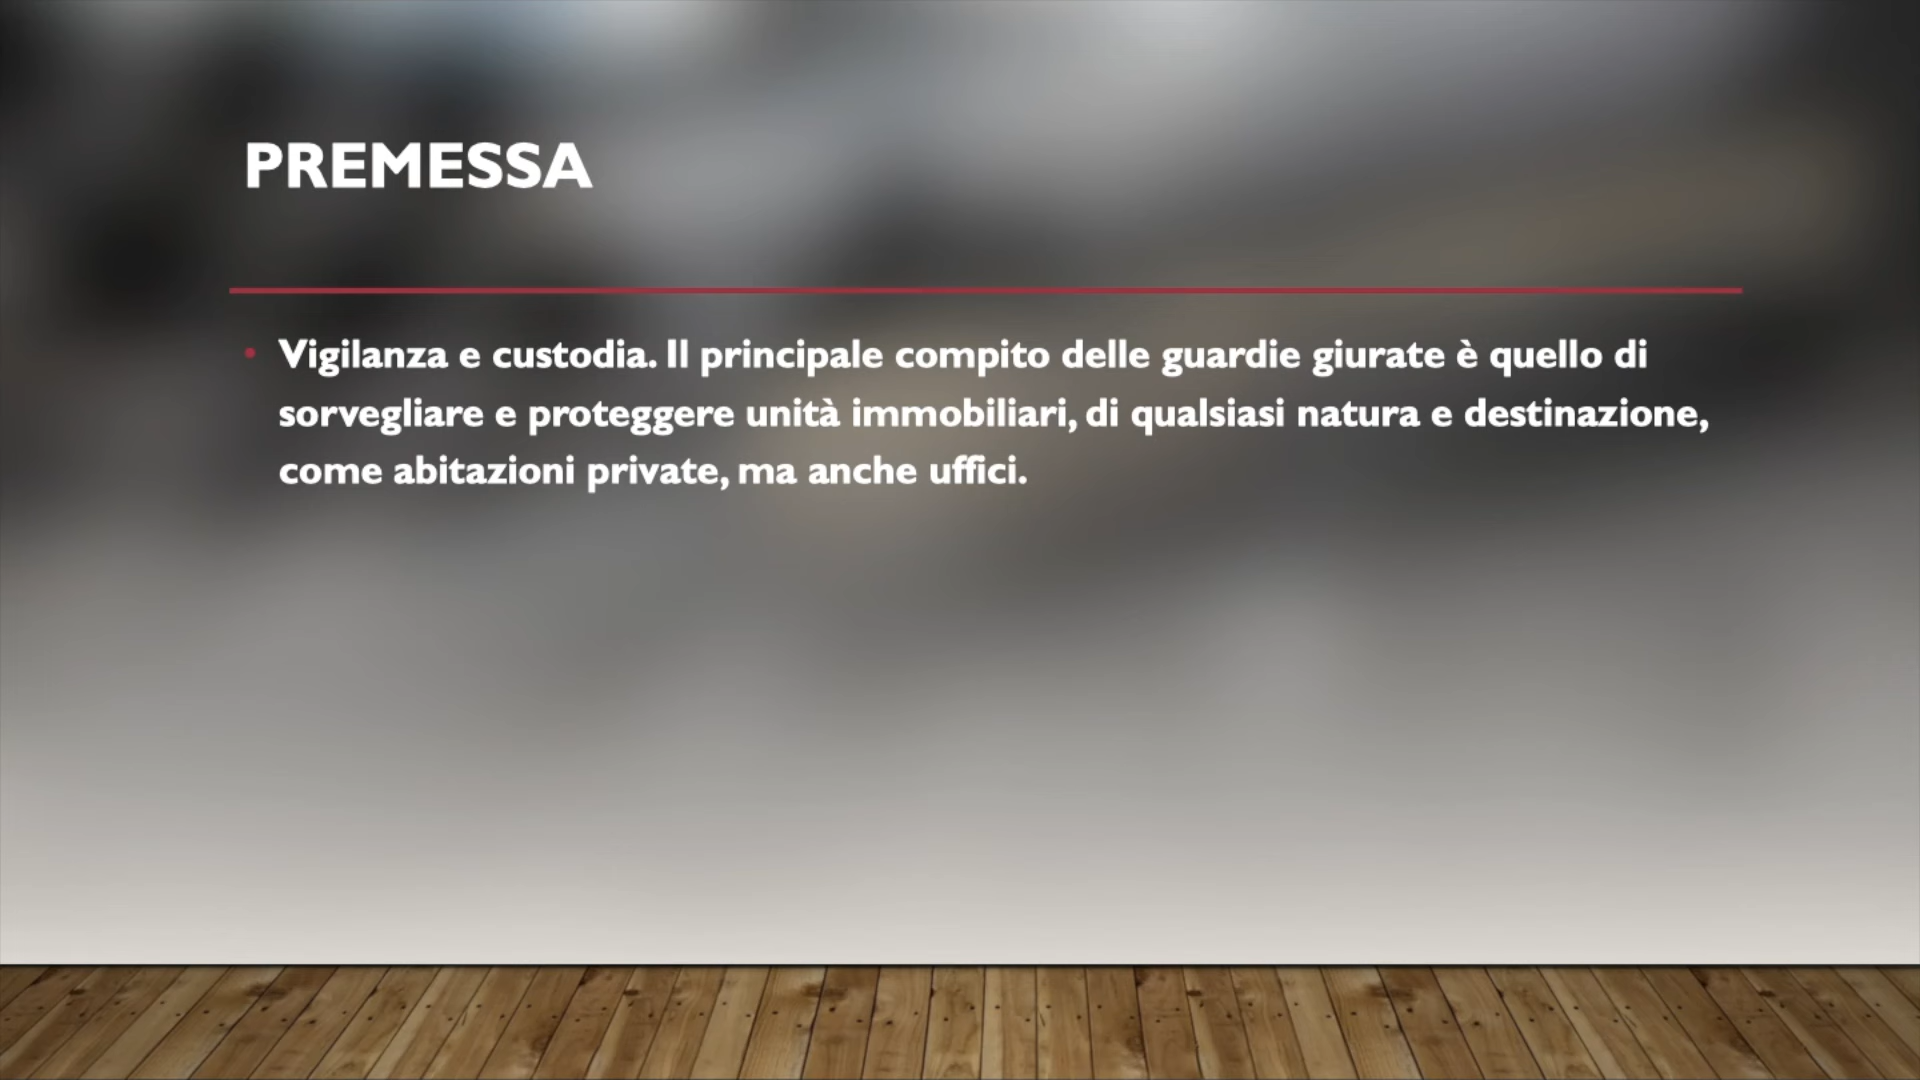 PREMESSA
• Vigilanza e custodia. Il principale compito delle guardie giurate è quello di
sorvegliare e proteggere unità immobiliari, di qualsiasi natura e destinazione,
come abitazioni private, ma anche uffici.